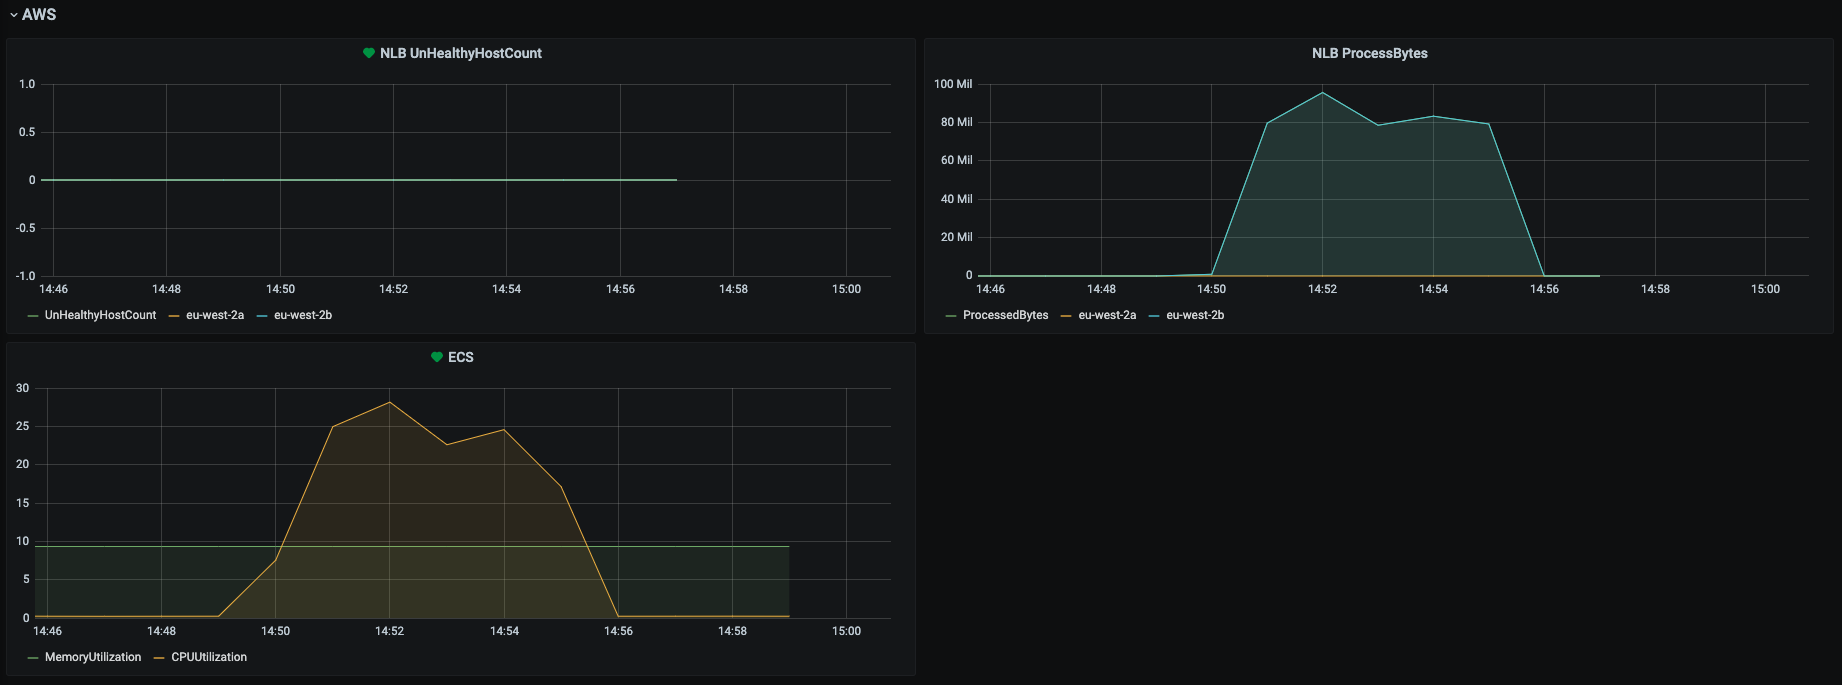 AWS
NLB UnHealthyHostCount
1.0
0.5
0
-0.5
-1.0
14:46 14:48 14:50 14:52 14:54 14:56 14:58 15:00
UnHealthyHostCount eu-west-2a eu-west-2b
NLB ProcessBytes
100 Mil
80 Mil
60 Mil
40 Mil
20 Mil
0
14:46 14:48 14:50 14:52 14:54 14:56 14:58 15:00
ProcessedBytes eu-west-2a eu-west-2b
ECS
30
25
20
15
10
5
0
14:46 14:48 14:50 14:52 14:54 14:56 14:58 15:00
MemoryUtilization CPUUtilization